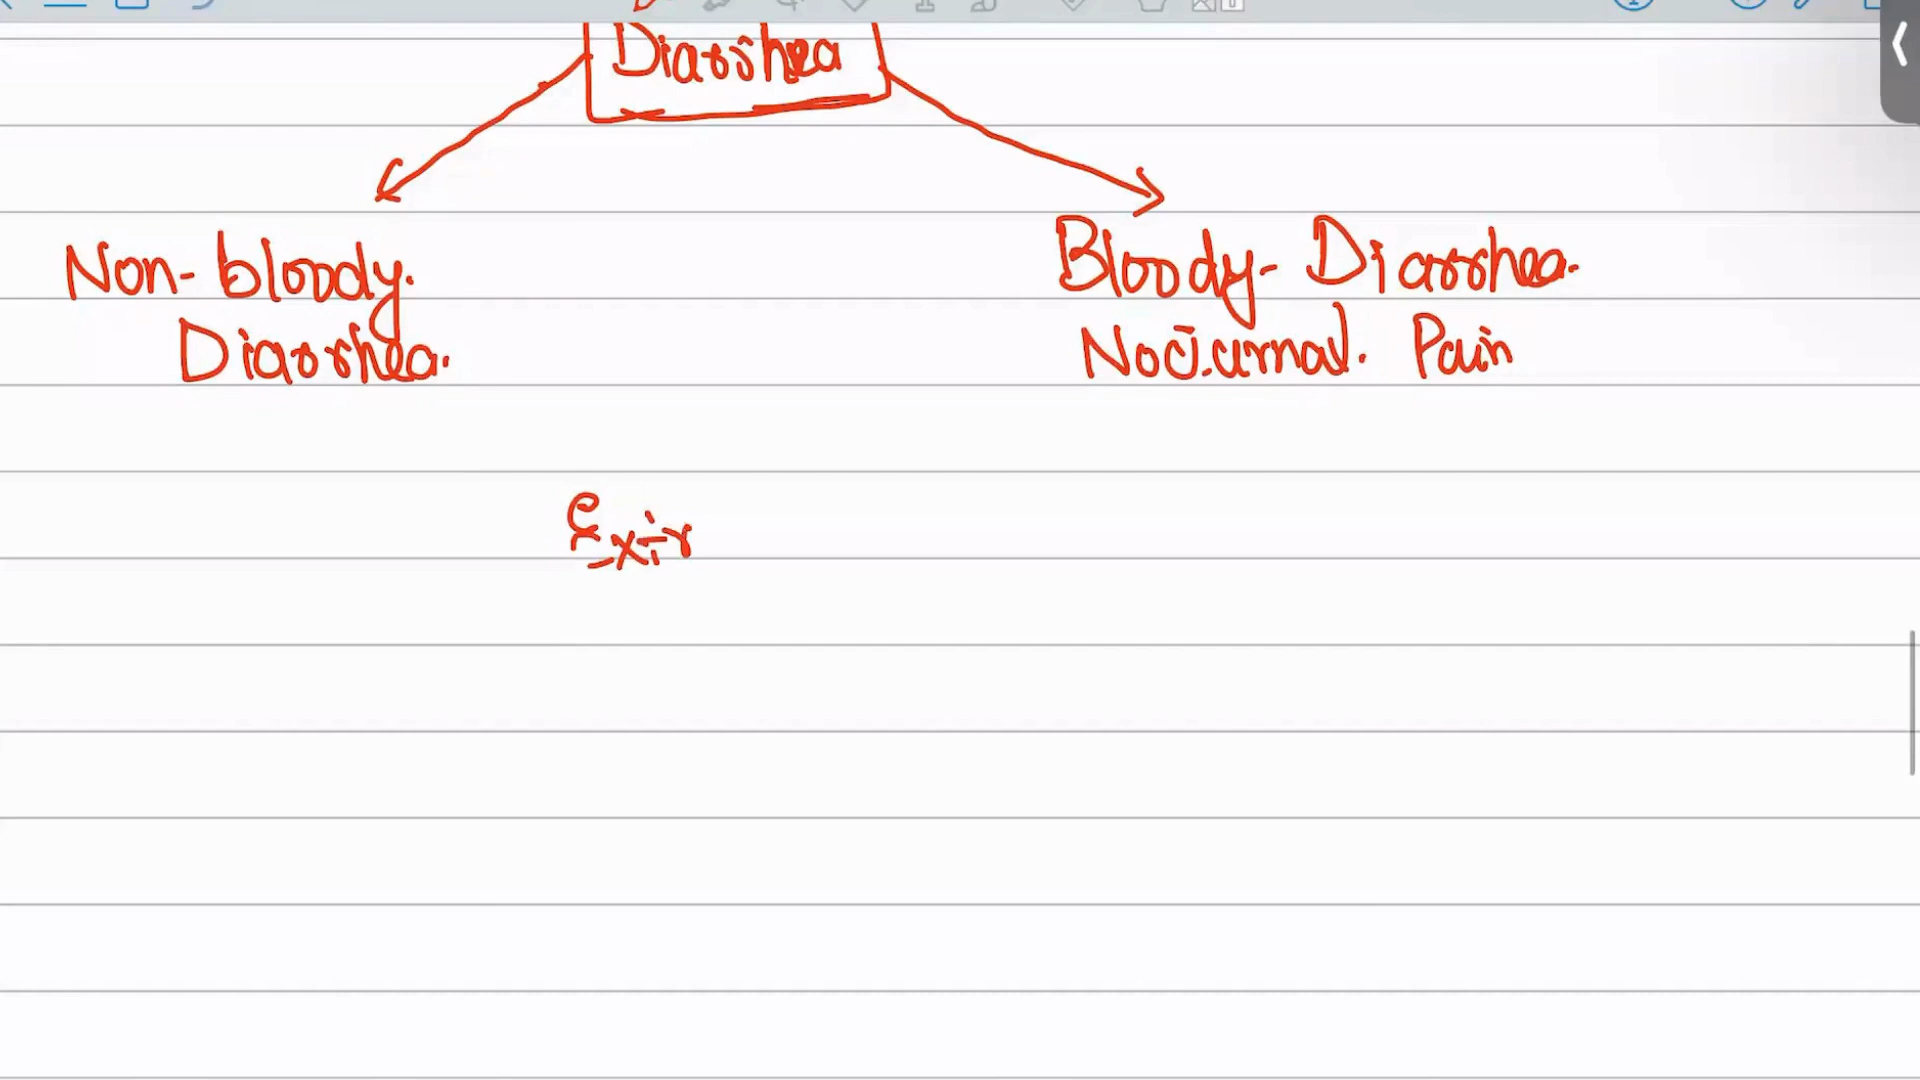 Diarrhea
Non-bloody.
Diarrhea.
Bloody-Diarrhea.
Nocturnal. Pain